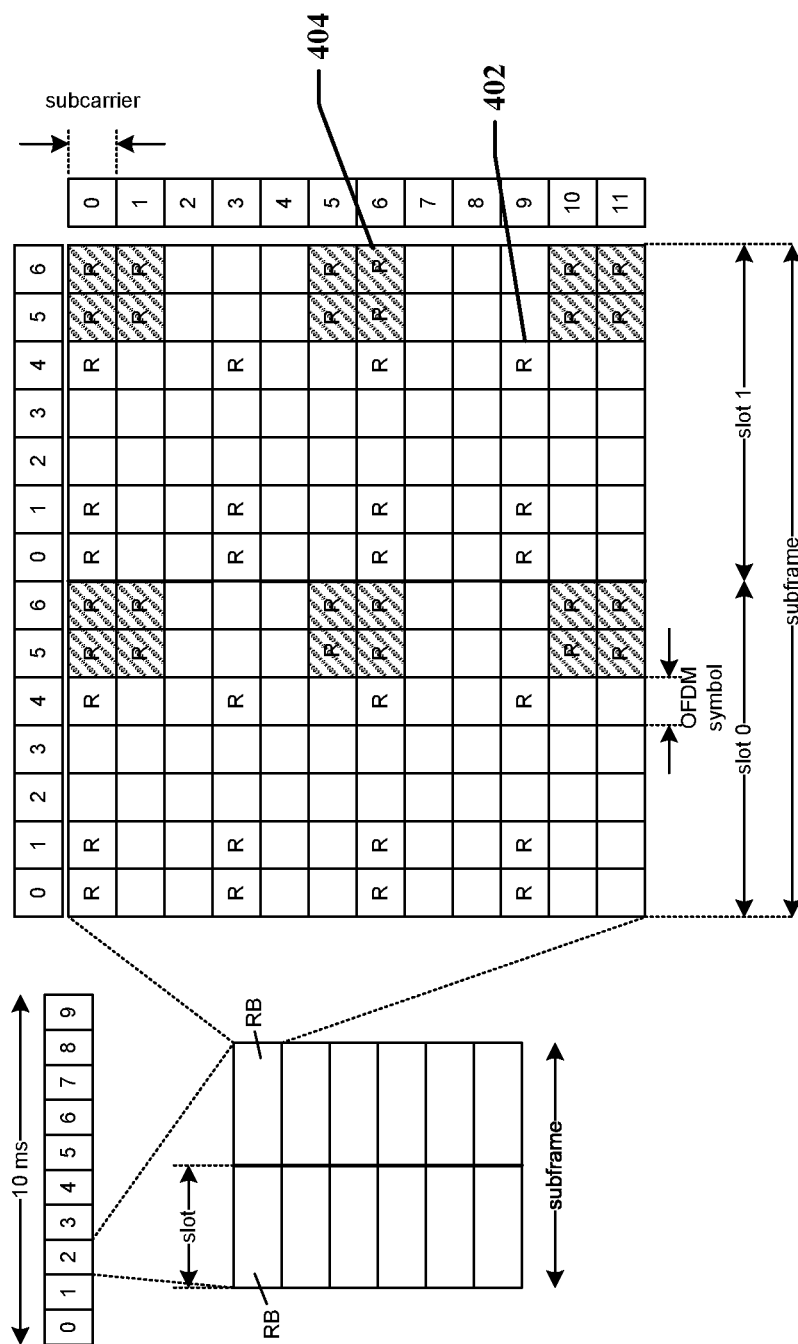 10 ms
0 1 2 3 4 5 6 7 8 9
RB
RB
slot
subframe
0 1 2 3 4 5 6 0 1 2 3 4 5 6
subcarrier
R R R R R R R R R R 0
R R R R 1
2
R R R R R R 3
4
R R R R 5
R R R R R R R R R R 6
7
8
R R R R R R 9
R R R R 10
R R R R 11
404
402
OFDM
symbol
slot 0
slot 1
subframe